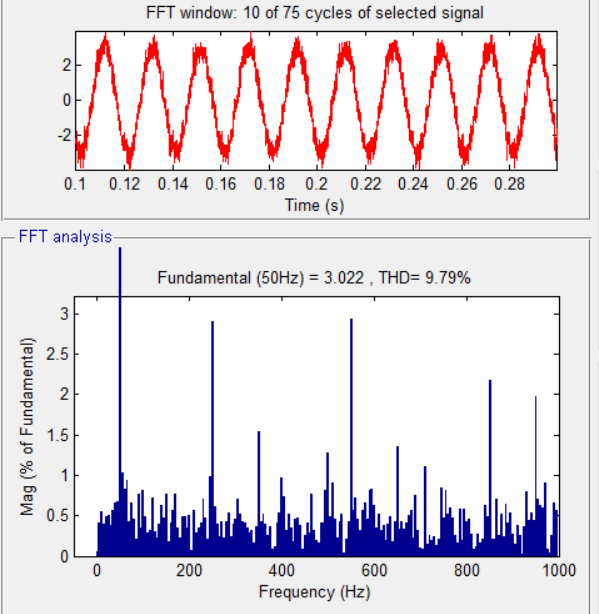 FFT window: 10 of 75 cycles of selected signal
2
0
-2
0.1 0.12 0.14 0.16 0.18 0.2 0.22 0.24 0.26 0.28
Time (s)
FFT analysis
Fundamental (50Hz) = 3.022 , THD= 9.79%
3
2.5
2
1.5
1
0.5
0
Mag (% of Fundamental)
0 200 400 600 800 1000
Frequency (Hz)